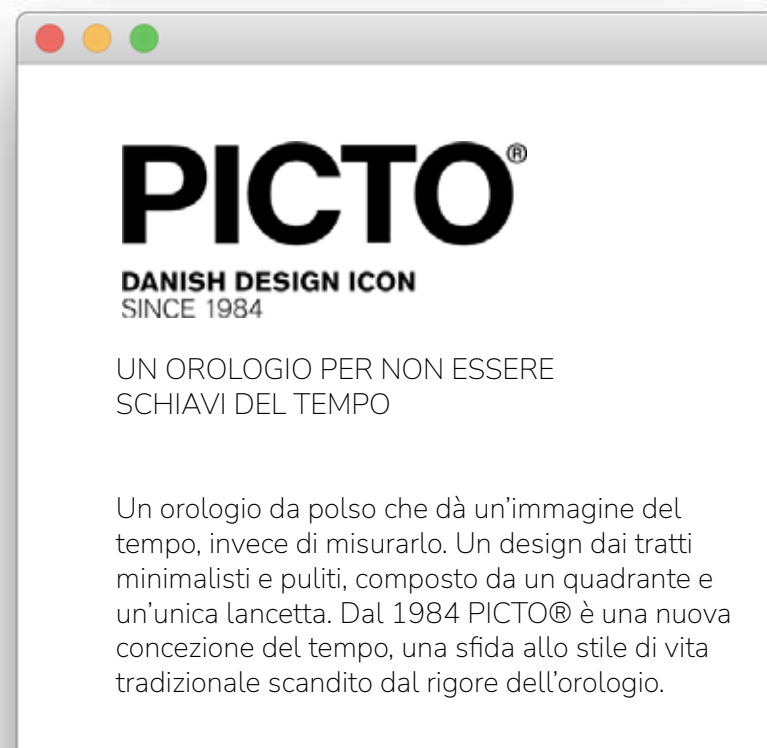 PICTO®
DANISH DESIGN ICON
SINCE 1984
UN OROLOGIO PER NON ESSERE
SCHIAVI DEL TEMPO
Un orologio da polso che dà un’immagine del
tempo, invece di misurarlo. Un design dai tratti
minimalisti e puliti, composto da un quadrante e
un’unica lancetta. Dal 1984 PICTO® è una nuova
concezione del tempo, una sfida allo stile di vita
tradizionale scandito dal rigore dell’orologio.